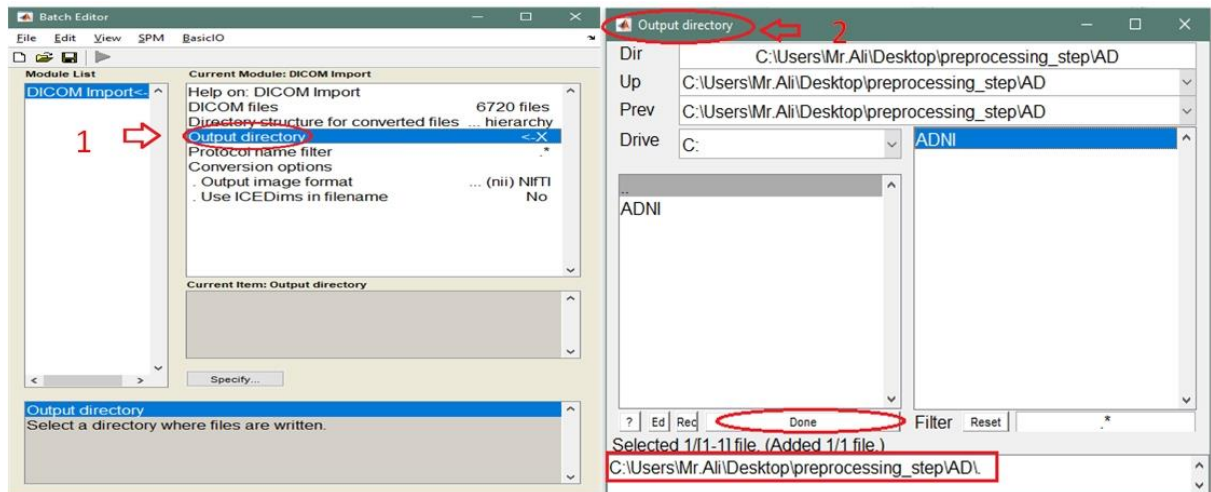 Batch Editor
File Edit View SPM BasicIO
Module List
DICOM Import<-
Current Module: DICOM Import
Help on: DICOM Import
DICOM files 6720 files
Directory structure for converted files ... hierarchy
Output directory <-X
Protocol name filter .*
Conversion options
. Output image format ... (nii) NIfTI
. Use ICEDims in filename No
1
Current Item: Output directory
Specify...
Output directory
Select a directory where files are written.
Output directory
2
Dir C:\Users\Mr.Ali\Desktop\preprocessing_step\AD
Up C:\Users\Mr.Ali\Desktop\preprocessing_step\AD
Prev C:\Users\Mr.Ali\Desktop\preprocessing_step\AD
Drive C:
..
ADNI
ADNI
? Ed Rec Done Filter Reset .*
Selected 1/[1-1] file. (Added 1/1 file.)
C:\Users\Mr.Ali\Desktop\preprocessing_step\AD\.